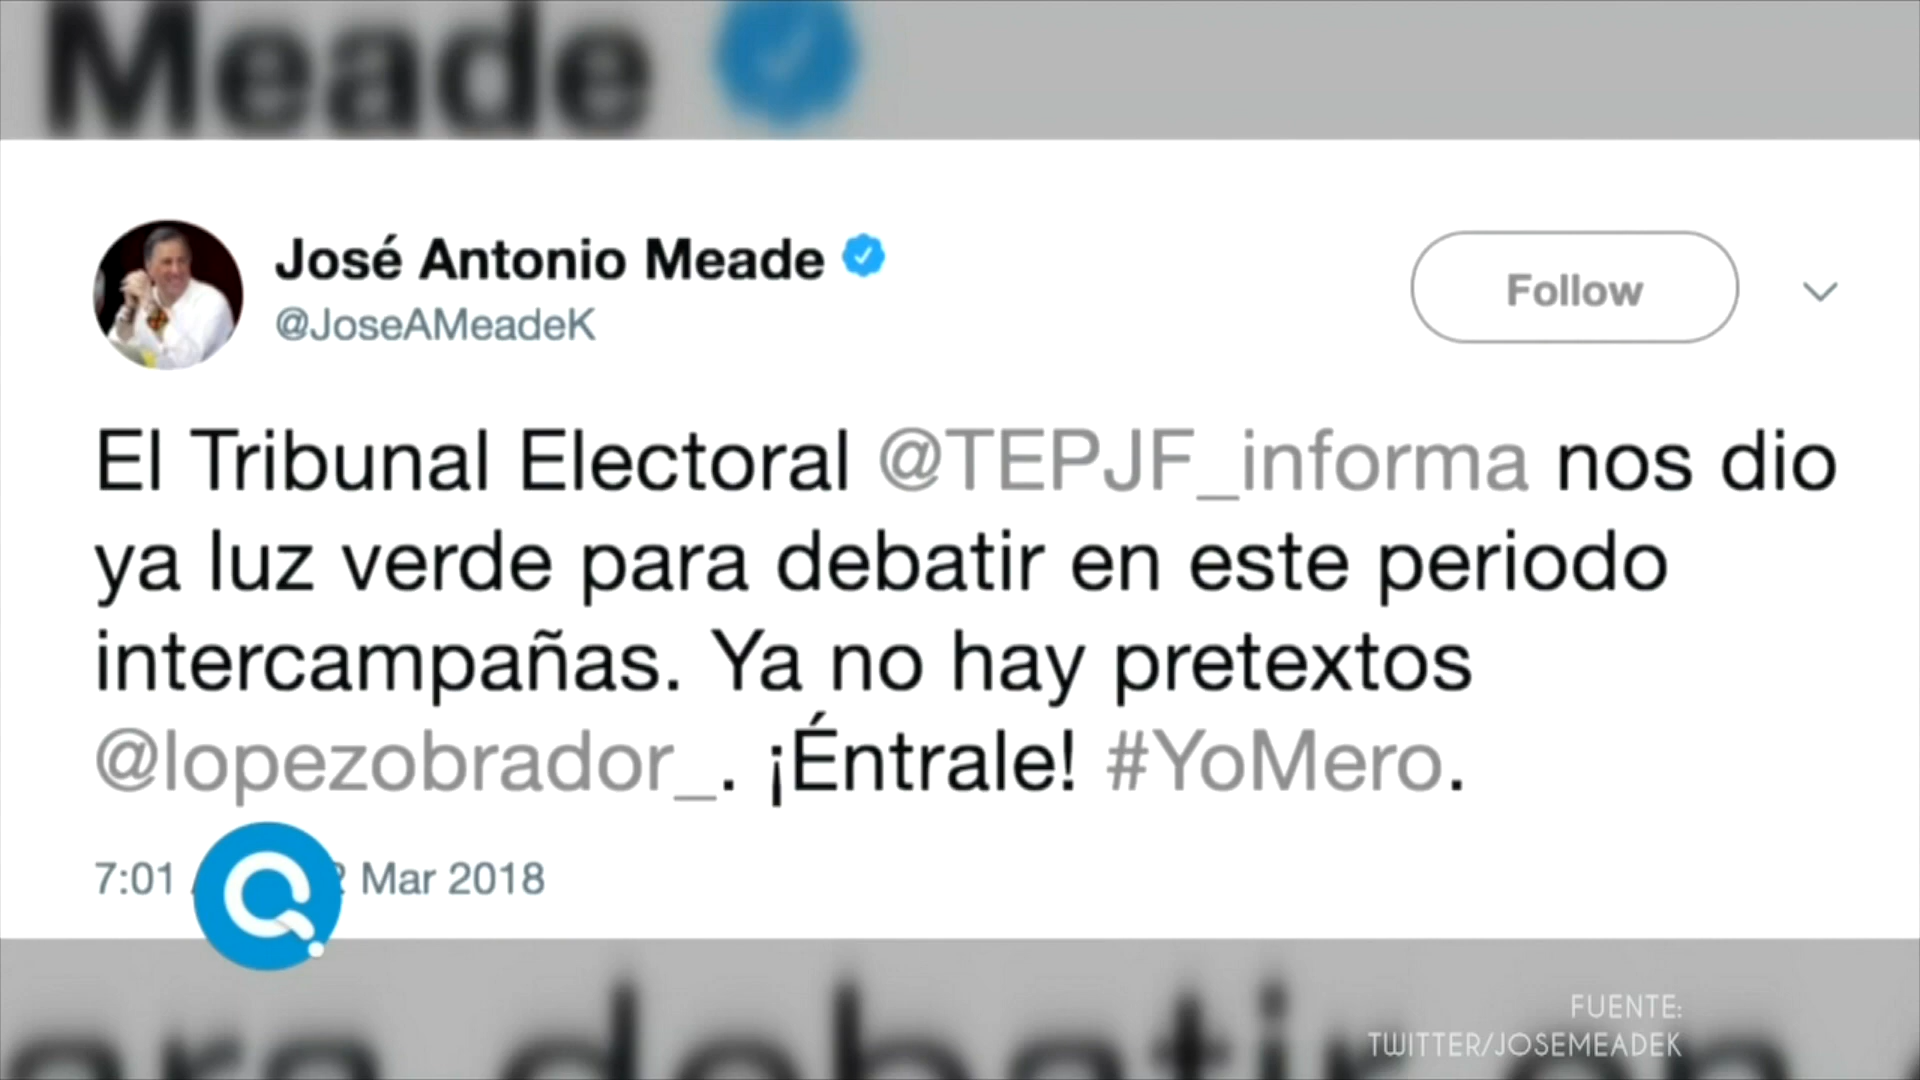 Meade
José Antonio Meade
@JoseAMeadeK
Follow
El Tribunal Electoral @TEPJF_informa nos dio
ya luz verde para debatir en este periodo
intercampañas. Ya no hay pretextos
@lopezobrador_. ¡Éntrale! #YoMero.
7:01 Mar 2018
debatir
FUENTE:
TWITTER/JOSEMEADEK